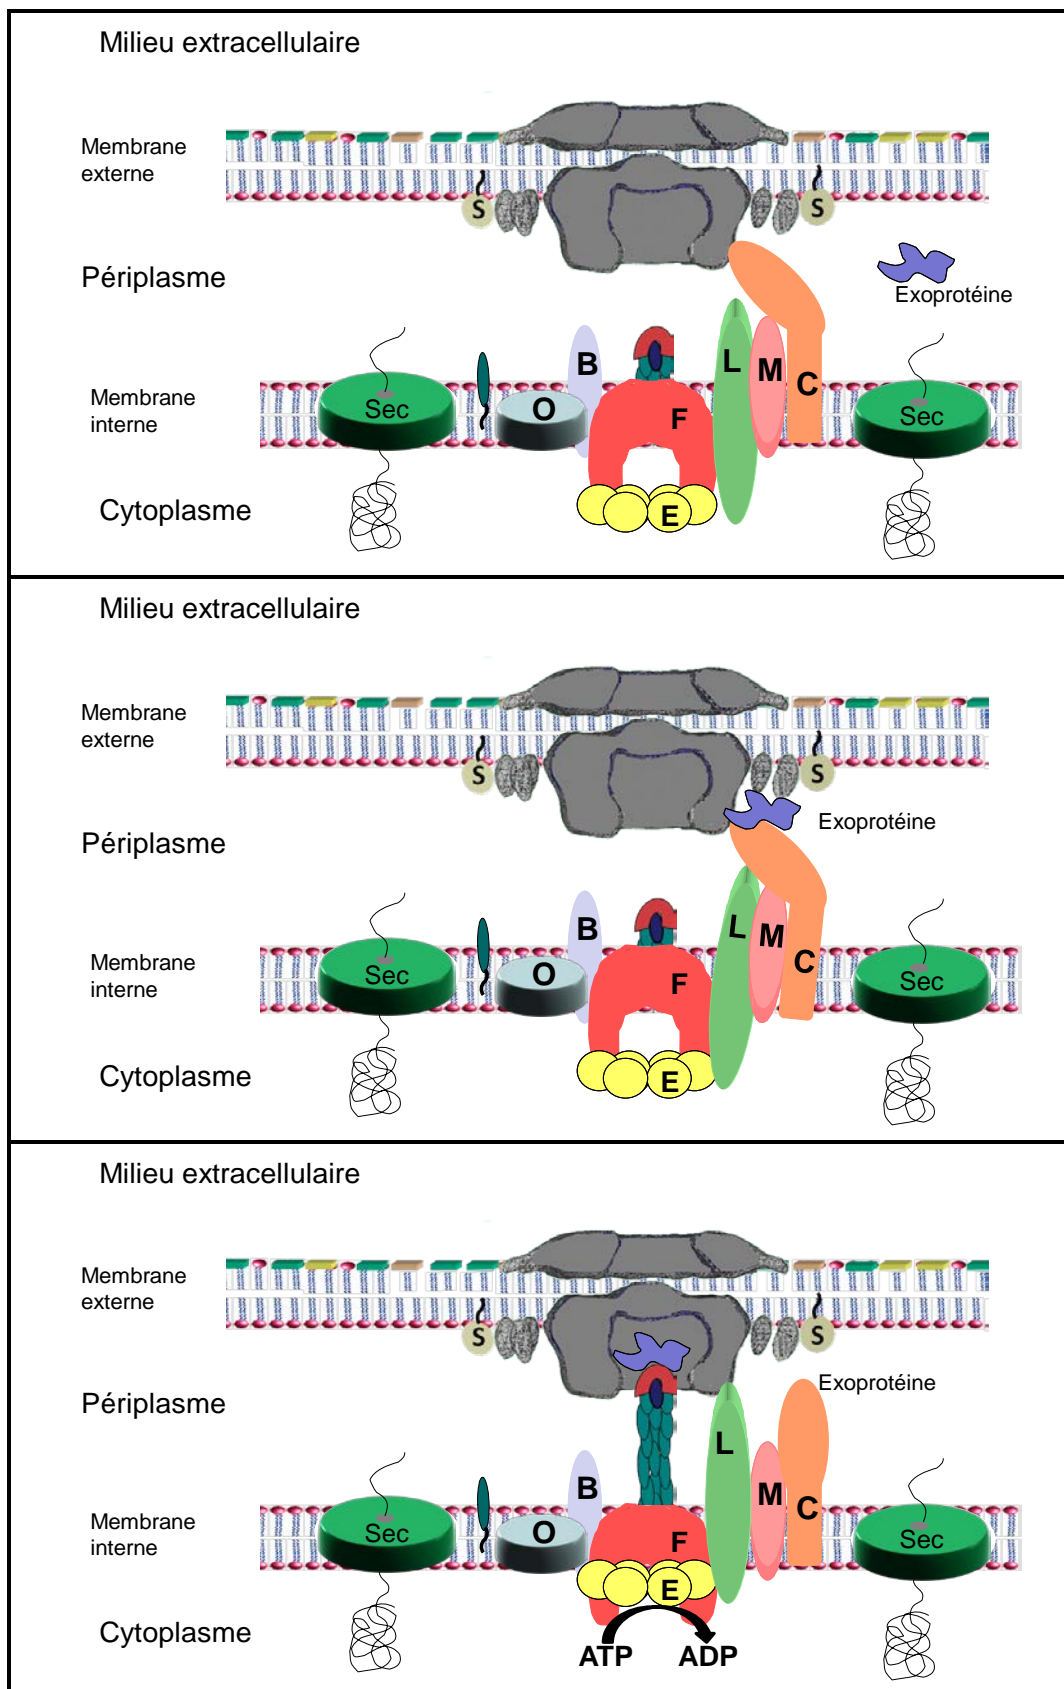 Milieu extracellulaire
Membrane
externe
S
S
Périplasme
Exoprotéine
B
L
M
Membrane
interne
Sec
O
F
C
Sec
Cytoplasme
E
Milieu extracellulaire
Membrane
externe
S
S
Exoprotéine
Périplasme
B
L
M
Membrane
interne
Sec
O
F
C
Sec
Cytoplasme
E
Milieu extracellulaire
Membrane
externe
S
S
Exoprotéine
Périplasme
L
B
M
C
Membrane
interne
Sec
O
F
Sec
E
Cytoplasme
ATP
ADP